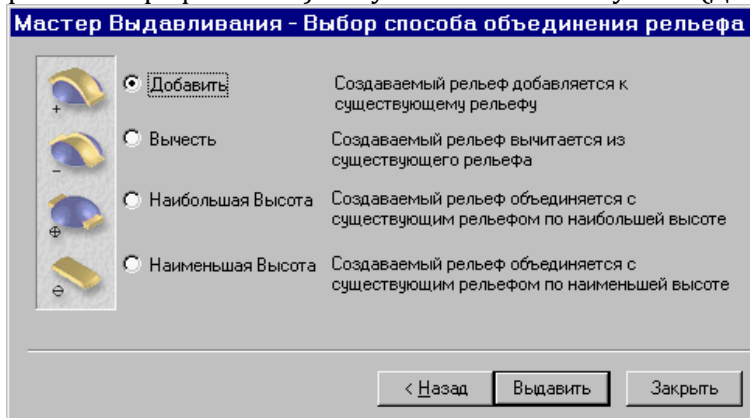 Мастер Выдавливания - Выбор способа объединения рельефа
Добавить
Создаваемый рельеф добавляется к
существующему рельефу
Вычесть
Создаваемый рельеф вычитается из
существующего рельефа
Наибольшая Высота
Создаваемый рельеф объединяется с
существующим рельефом по наибольшей высоте
Наименьшая Высота
Создаваемый рельеф объединяется с
существующим рельефом по наименьшей высоте
< Назад
Выдавить
Закрыть